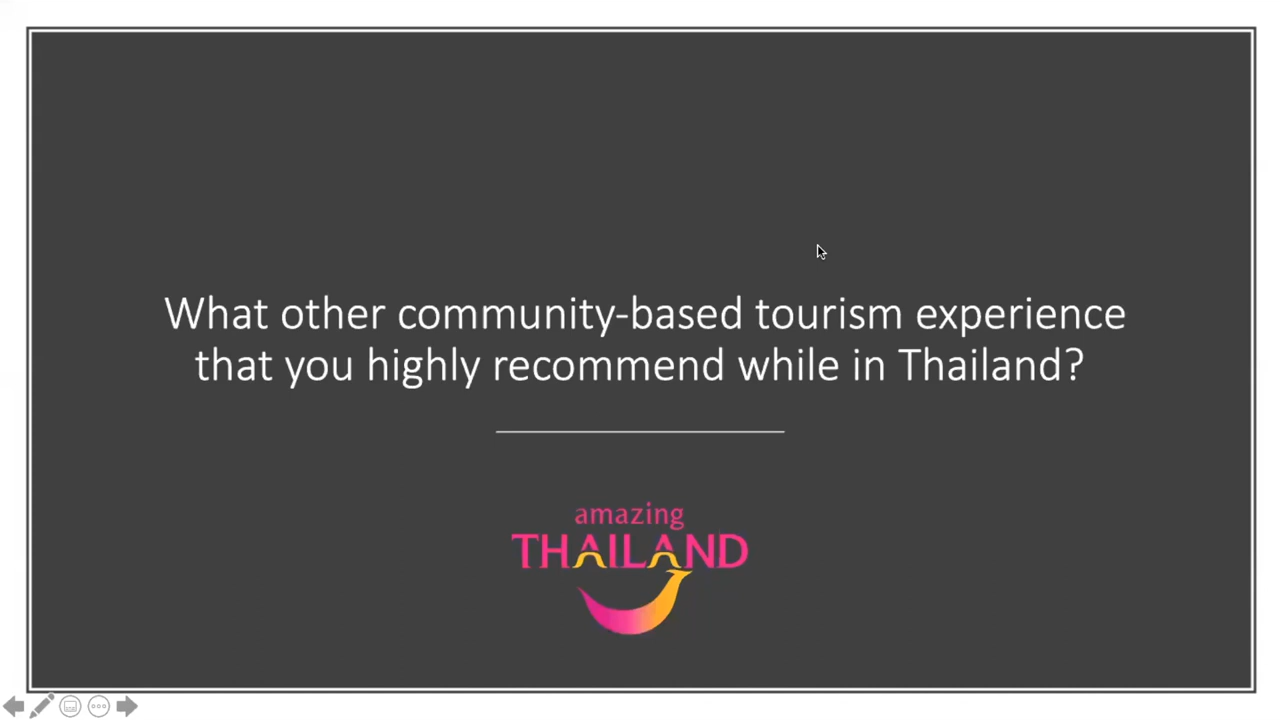 What other community-based tourism experience
that you highly recommend while in Thailand?
amazing
THAILAND